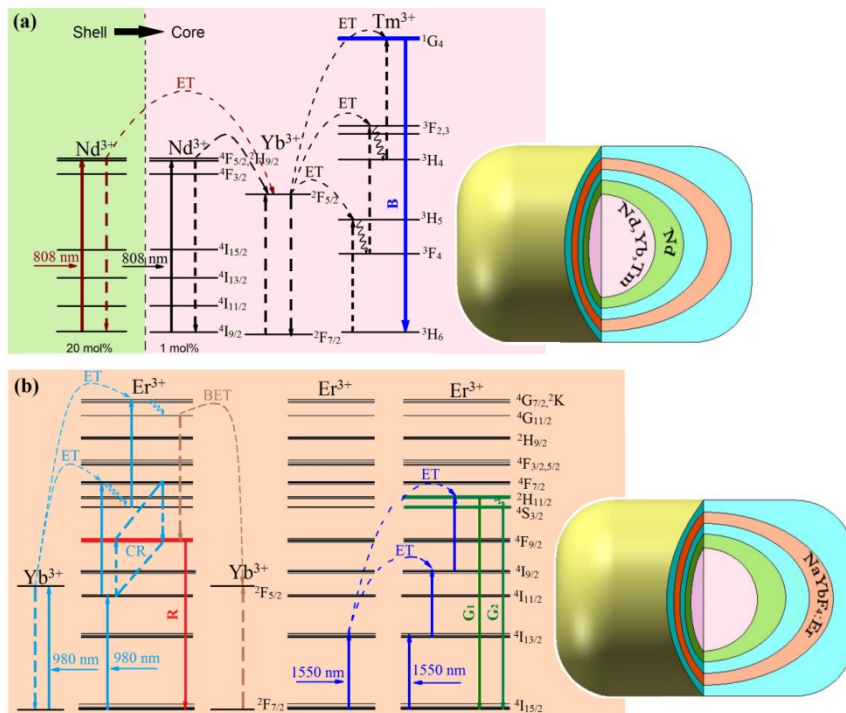 (a)
Shell
Core
ET
Tm³⁺
¹G₄
ET
Nd³⁺
Nd³⁺
Yb³⁺
ET
ET
³F₂,₃
³H₄
⁴F₅/₂,²H₉/₂
⁴F₃/₂
²F₅/₂
B
³H₅
³F₄
⁴I₁₅/₂
808 nm
808 nm
⁴I₁₃/₂
⁴I₁₁/₂
⁴I₉/₂
²F₇/₂
³H₆
20 mol%
1 mol%
Nd,Yb,Tm
Nd
(b)
ET
Er³⁺
BET
Er³⁺
Er³⁺
⁴G₇/₂,²K
⁴G₁₁/₂
²H₉/₂
⁴F₃/₂,₅/₂
ET
ET
⁴F₇/₂
²H₁₁/₂
⁴S₃/₂
CR
ET
⁴F₉/₂
Yb³⁺
Yb³⁺
²F₅/₂
⁴I₉/₂
⁴I₁₁/₂
R
G₁
G₂
⁴I₁₃/₂
980 nm
980 nm
1550 nm
1550 nm
²F₇/₂
⁴I₁₅/₂
NaYbF₄:Er